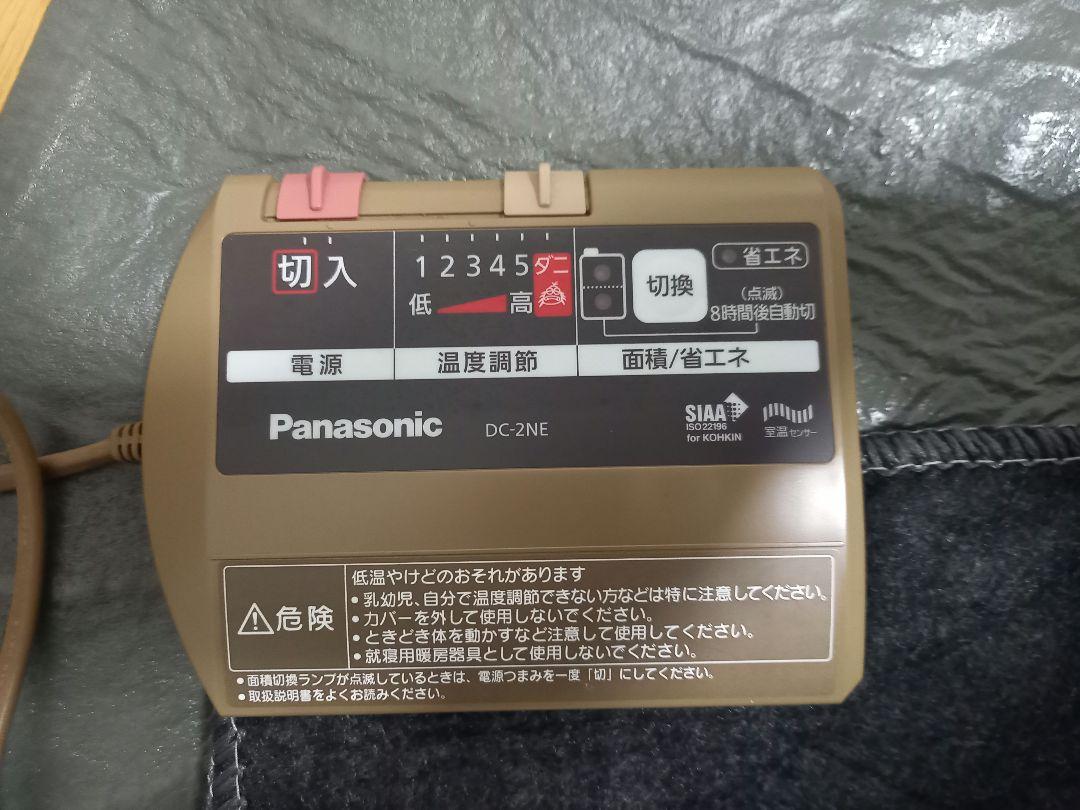 切 入
1 2 3 4 5 ダニ
低 高
切換
省エネ
(点滅)
8時間後自動切
電源
温度調節
面積/省エネ
Panasonic
DC-2NE
SIAA
ISO22196
for KOHKIN
室温センサー
⚠危険
低温やけどのおそれがあります
•乳幼児、自分で温度調節できない方などは特に注意してください。
•カバーを外して使用しないでください。
•ときどき体を動かすなど注意して使用してください。
•就寝用暖房器具として使用しないでください。
•面積切換ランプが点滅しているときは、電源つまみを一度「切」にしてください。
•取扱説明書をよくお読みください。